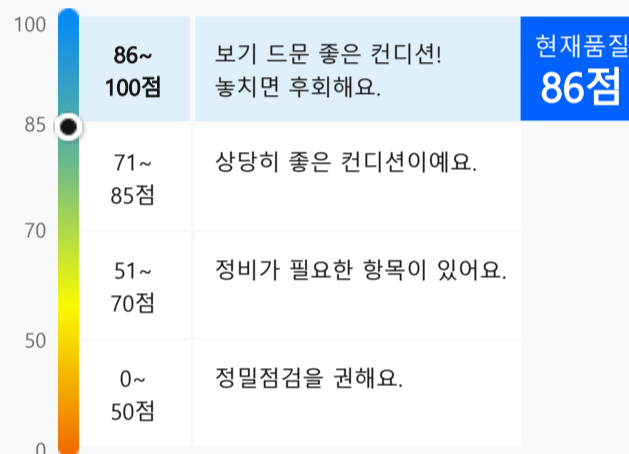 100
86~
100점
보기 드문 좋은 컨디션!
놓치면 후회해요.
현재품질
86점
85
71~
85점
상당히 좋은 컨디션이예요.
70
51~
70점
정비가 필요한 항목이 있어요.
50
0~
50점
정밀점검을 권해요.
0